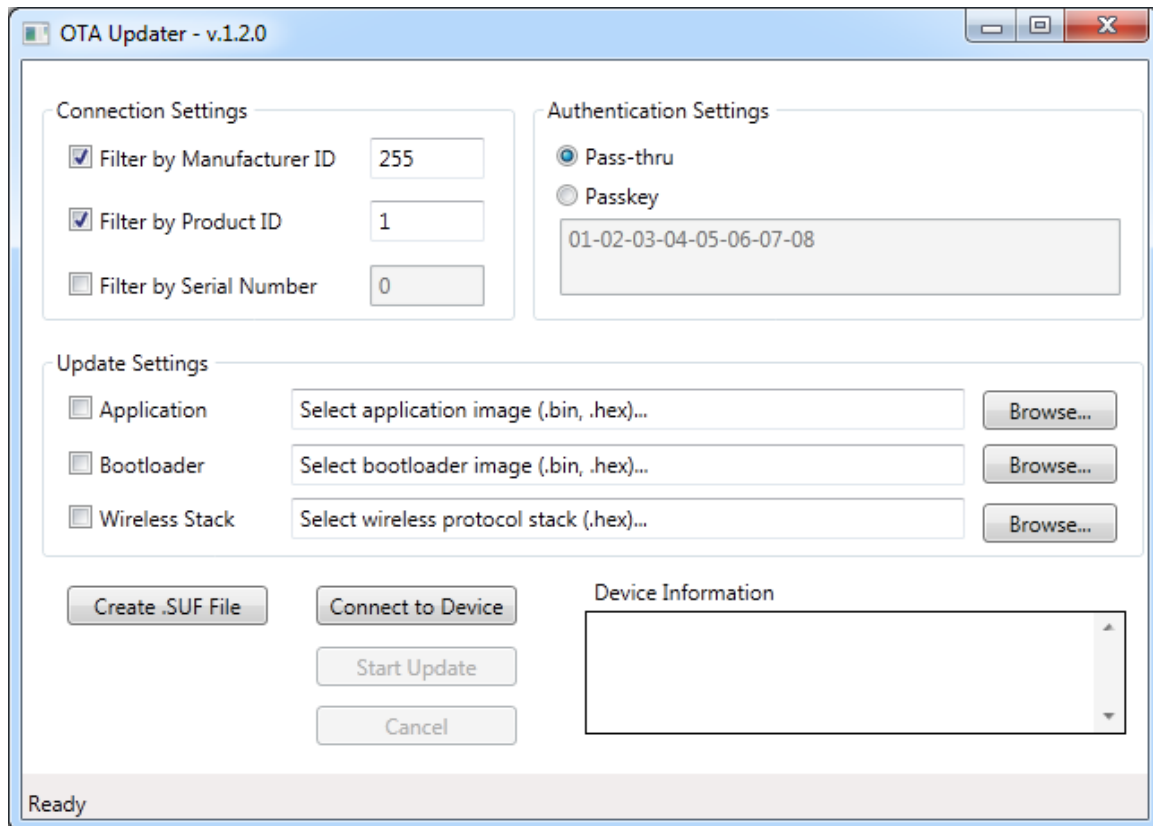 OTA Updater - v.1.2.0
Connection Settings
Filter by Manufacturer ID 255
Filter by Product ID 1
Filter by Serial Number 0
Authentication Settings
Pass-thru
Passkey
01-02-03-04-05-06-07-08
Update Settings
Application Select application image (.bin, .hex)... Browse...
Bootloader Select bootloader image (.bin, .hex)... Browse...
Wireless Stack Select wireless protocol stack (.hex)... Browse...
Create .SUF File Connect to Device
Start Update
Cancel
Device Information
Ready